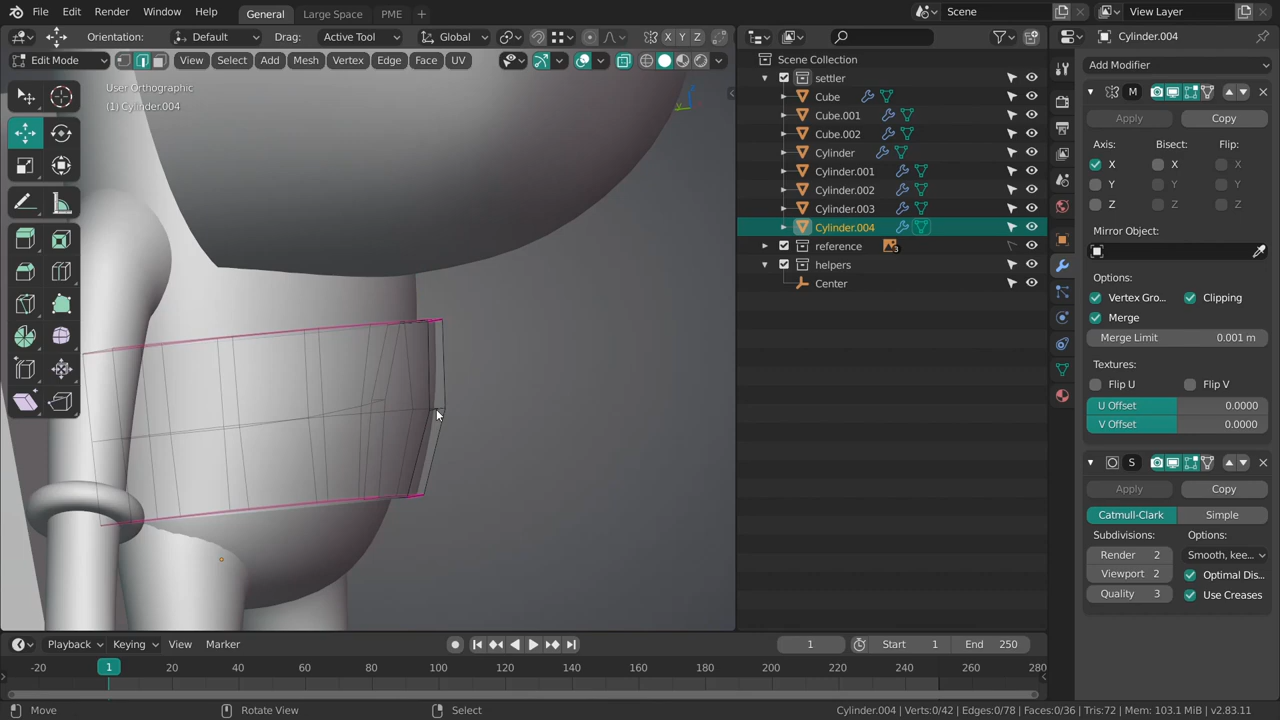 File Edit Render Window Help General Large Space PME Scene View Layer
Orientation: Default Drag: Active Tool Global X Y Z
Cylinder.004
Edit Mode View Select Add Mesh Vertex Edge Face UV
Scene Collection
Add Modifier
User Orthographic
(1) Cylinder.004
y
settler
Cube
Cube.001
Cube.002
Cylinder
Cylinder.001
Cylinder.002
Cylinder.003
Cylinder.004
reference 3
helpers
Center
M
Apply Copy
Axis: Bisect: Flip:
X X X
Y Y Y
Z Z Z
Mirror Object:
Options:
Vertex Gro... Clipping
Merge
Merge Limit 0.001 m
Textures:
Flip U Flip V
U Offset 0.0000
V Offset 0.0000
S
Apply Copy
Catmull-Clark Simple
Subdivisions: Options:
Render 2 Smooth, kee...
Viewport 2 Optimal Dis...
Quality 3 Use Creases
Playback Keying View Marker 1 Start 1 End 250
-20 1 20 40 60 80 100 120 140 160 180 200 220 240 260 280
Move Rotate View Select Cylinder.004 | Verts:0/42 | Edges:0/78 | Faces:0/36 | Tris:72 | Mem: 103.1 MiB | v2.83.11